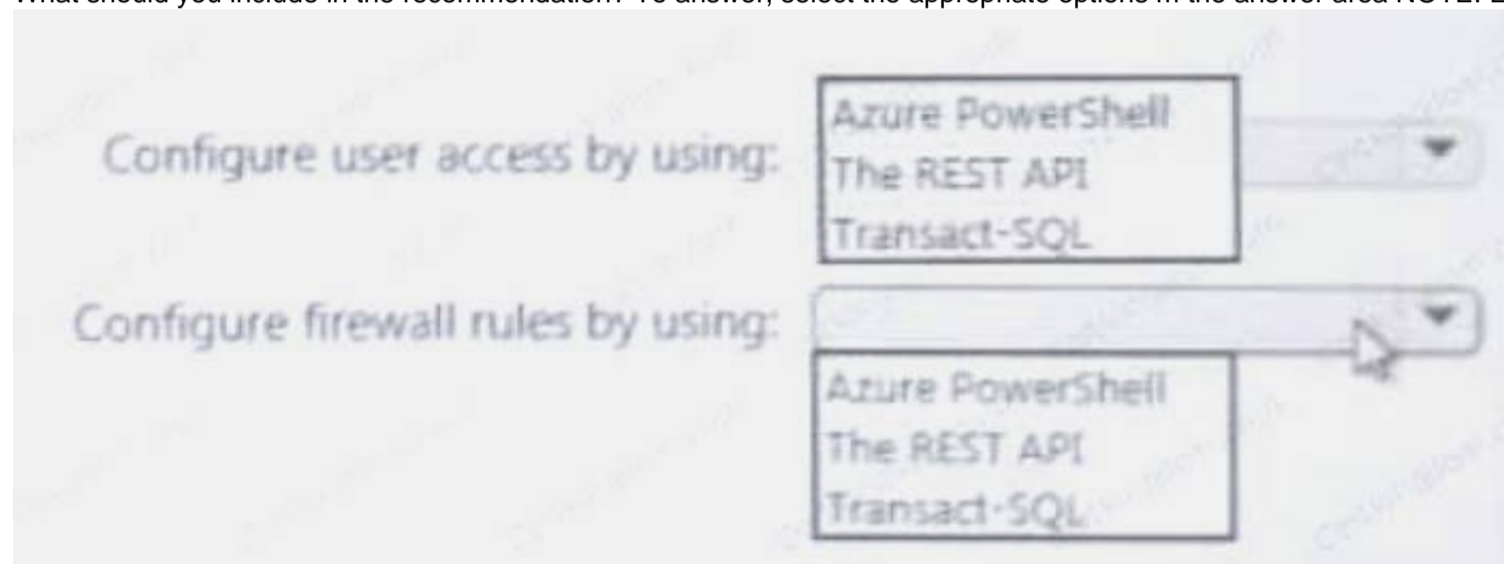 What should you include in the recommendation? To answer, select the appropriate options in the answer area NOTE:
Azure PowerShell
Configure user access by using:
The REST API
Transact-SQL
Configure firewall rules by using:
Azure PowerShell
The REST API
Transact-SQL